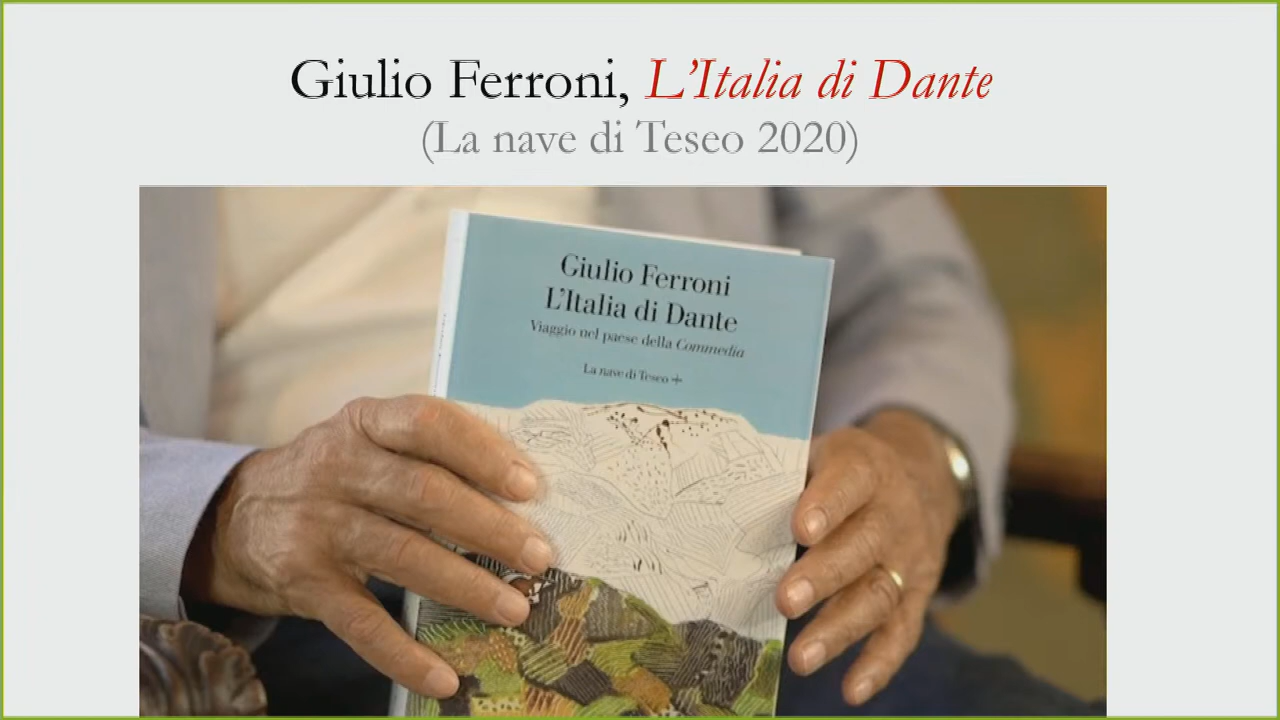 Giulio Ferroni, L’Italia di Dante
(La nave di Teseo 2020)
Giulio Ferroni
L’Italia di Dante
Viaggio nel paese della Commedia
La nave di Teseo +